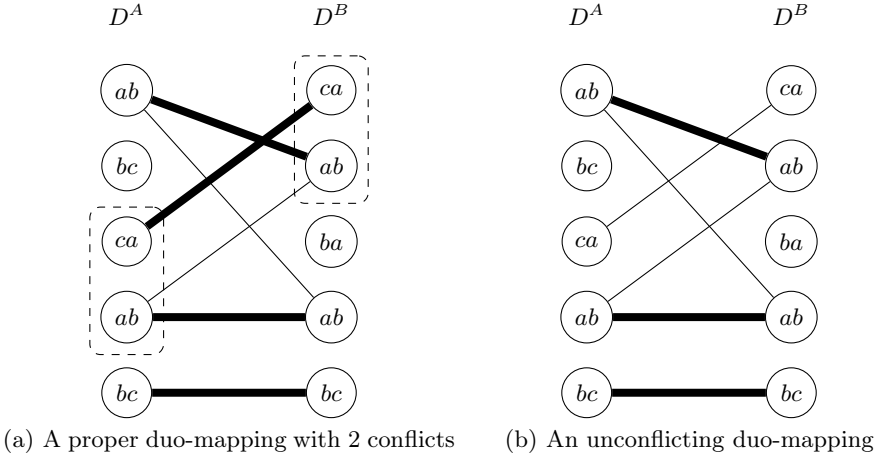 D^A D^B D^A D^B
ab ca ab ca
bc ab bc ab
ca ba ca ba
ab ab ab ab
bc bc bc bc
(a) A proper duo-mapping with 2 conflicts (b) An unconflicting duo-mapping